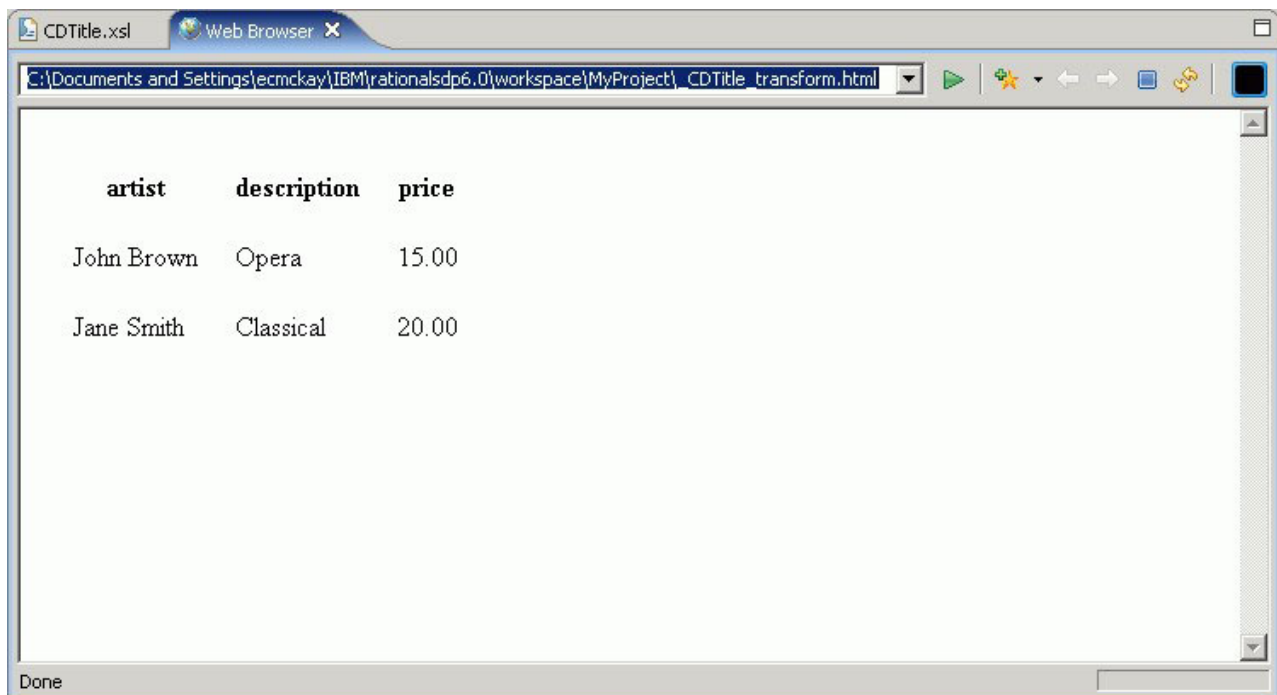 CDTitle.xsl Web Browser
C:\Documents and Settings\ecmckay\IBM\rationalsdp6.0\workspace\MyProject\_CDTitle_transform.html
artist description price
John Brown Opera 15.00
Jane Smith Classical 20.00
Done